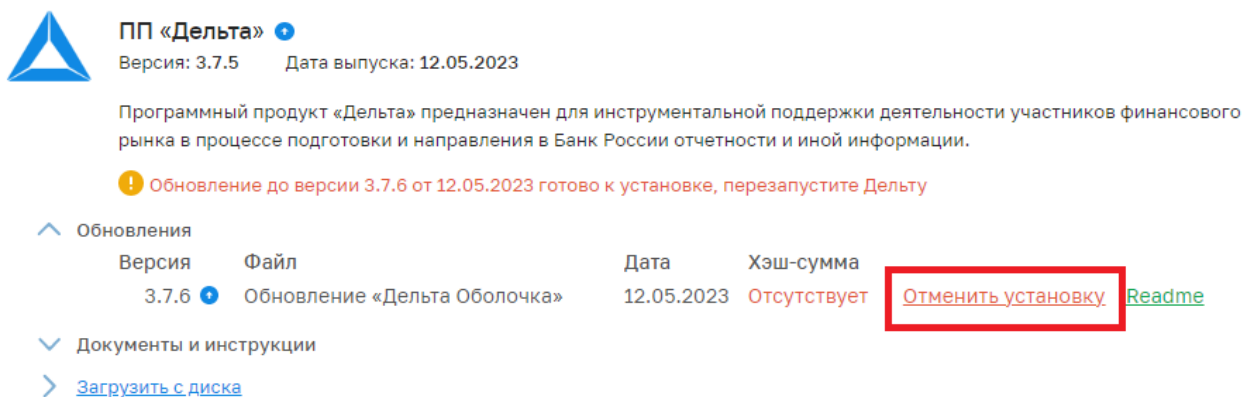 ПП «Дельта»
Версия: 3.7.5 Дата выпуска: 12.05.2023
Программный продукт «Дельта» предназначен для инструментальной поддержки деятельности участников финансового
рынка в процессе подготовки и направления в Банк России отчетности и иной информации.
Обновление до версии 3.7.6 от 12.05.2023 готово к установке, перезапустите Дельту
Обновления
Версия Файл Дата Хэш-сумма
3.7.6 Обновление «Дельта Оболочка» 12.05.2023 Отсутствует Отменить установку Readme
Документы и инструкции
Загрузить с диска